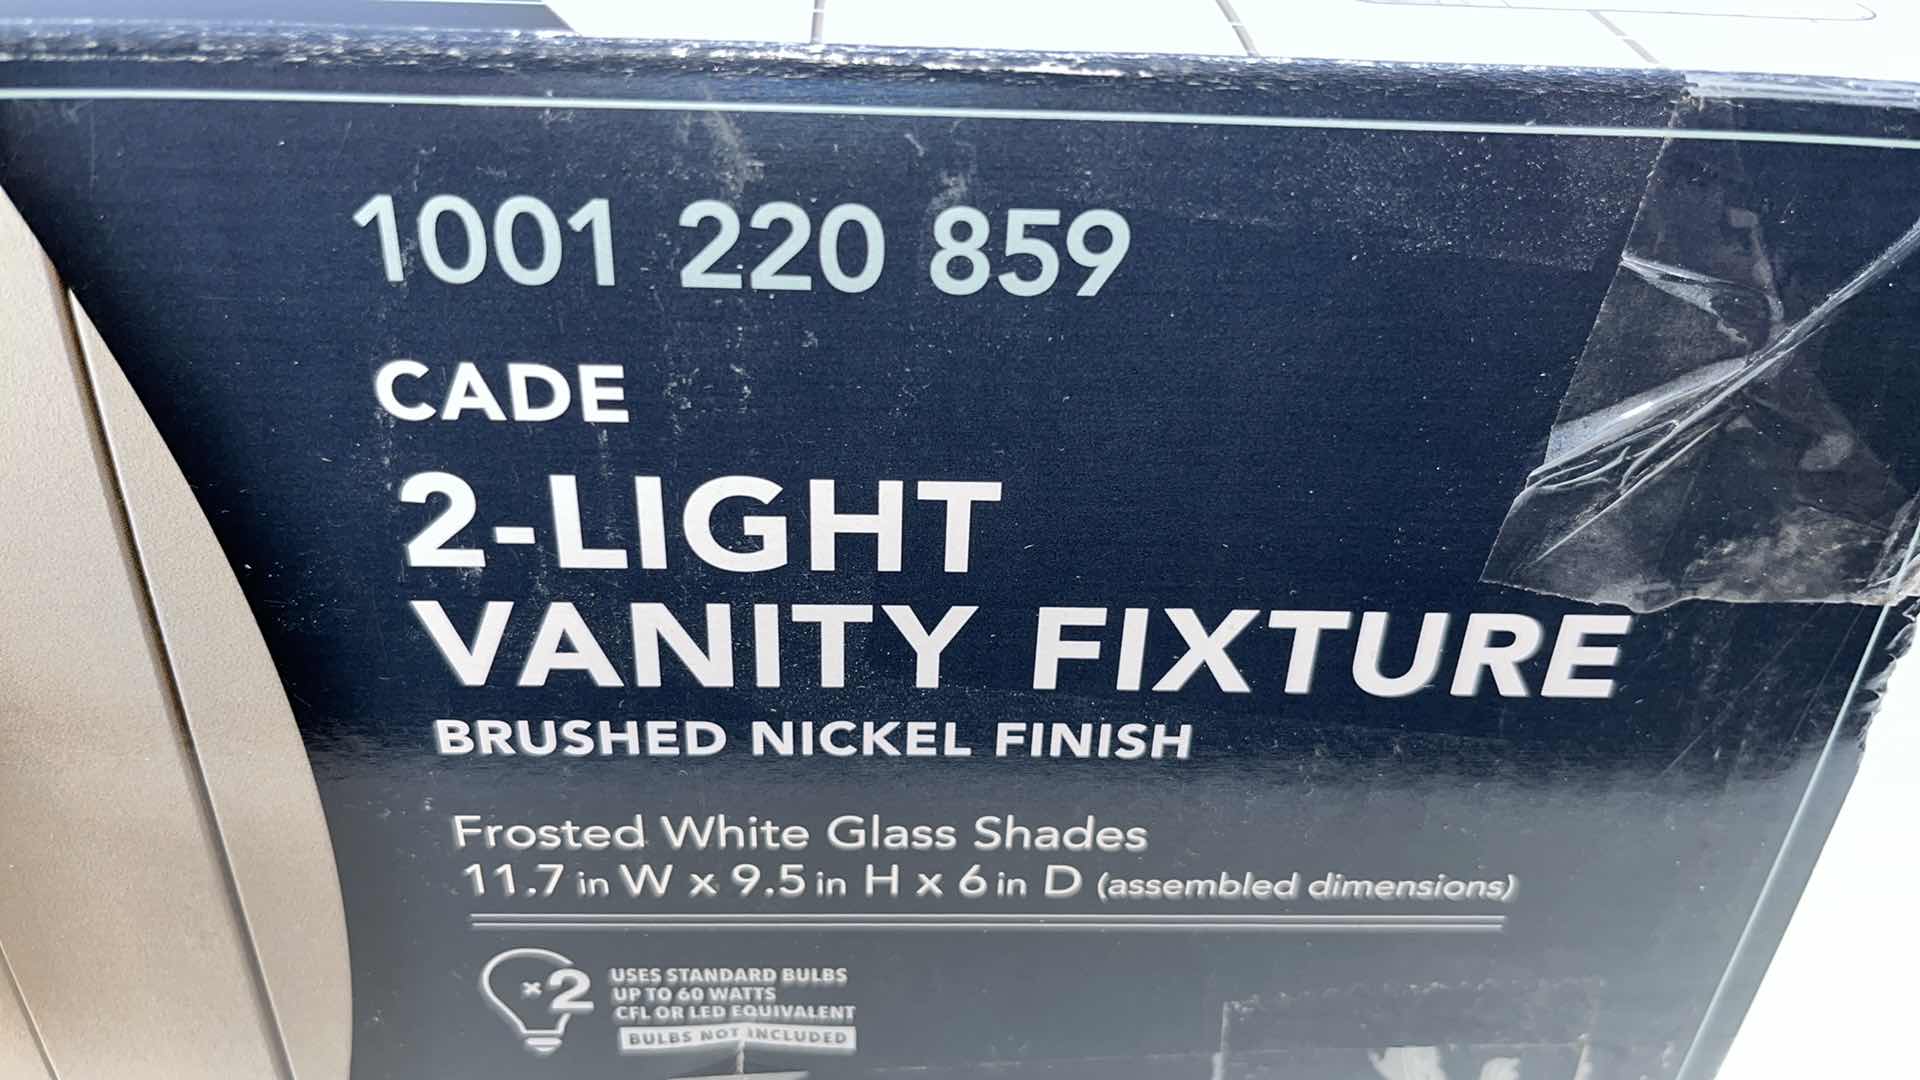 1001 220 859
CADE
2-LIGHT
VANITY FIXTURE
BRUSHED NICKEL FINISH
Frosted White Glass Shades
11.7 in W x 9.5 in H x 6 in D (assembled dimensions)
x2
USES STANDARD BULBS
UP TO 60 WATTS
CFL OR LED EQUIVALENT
BULBS NOT INCLUDED